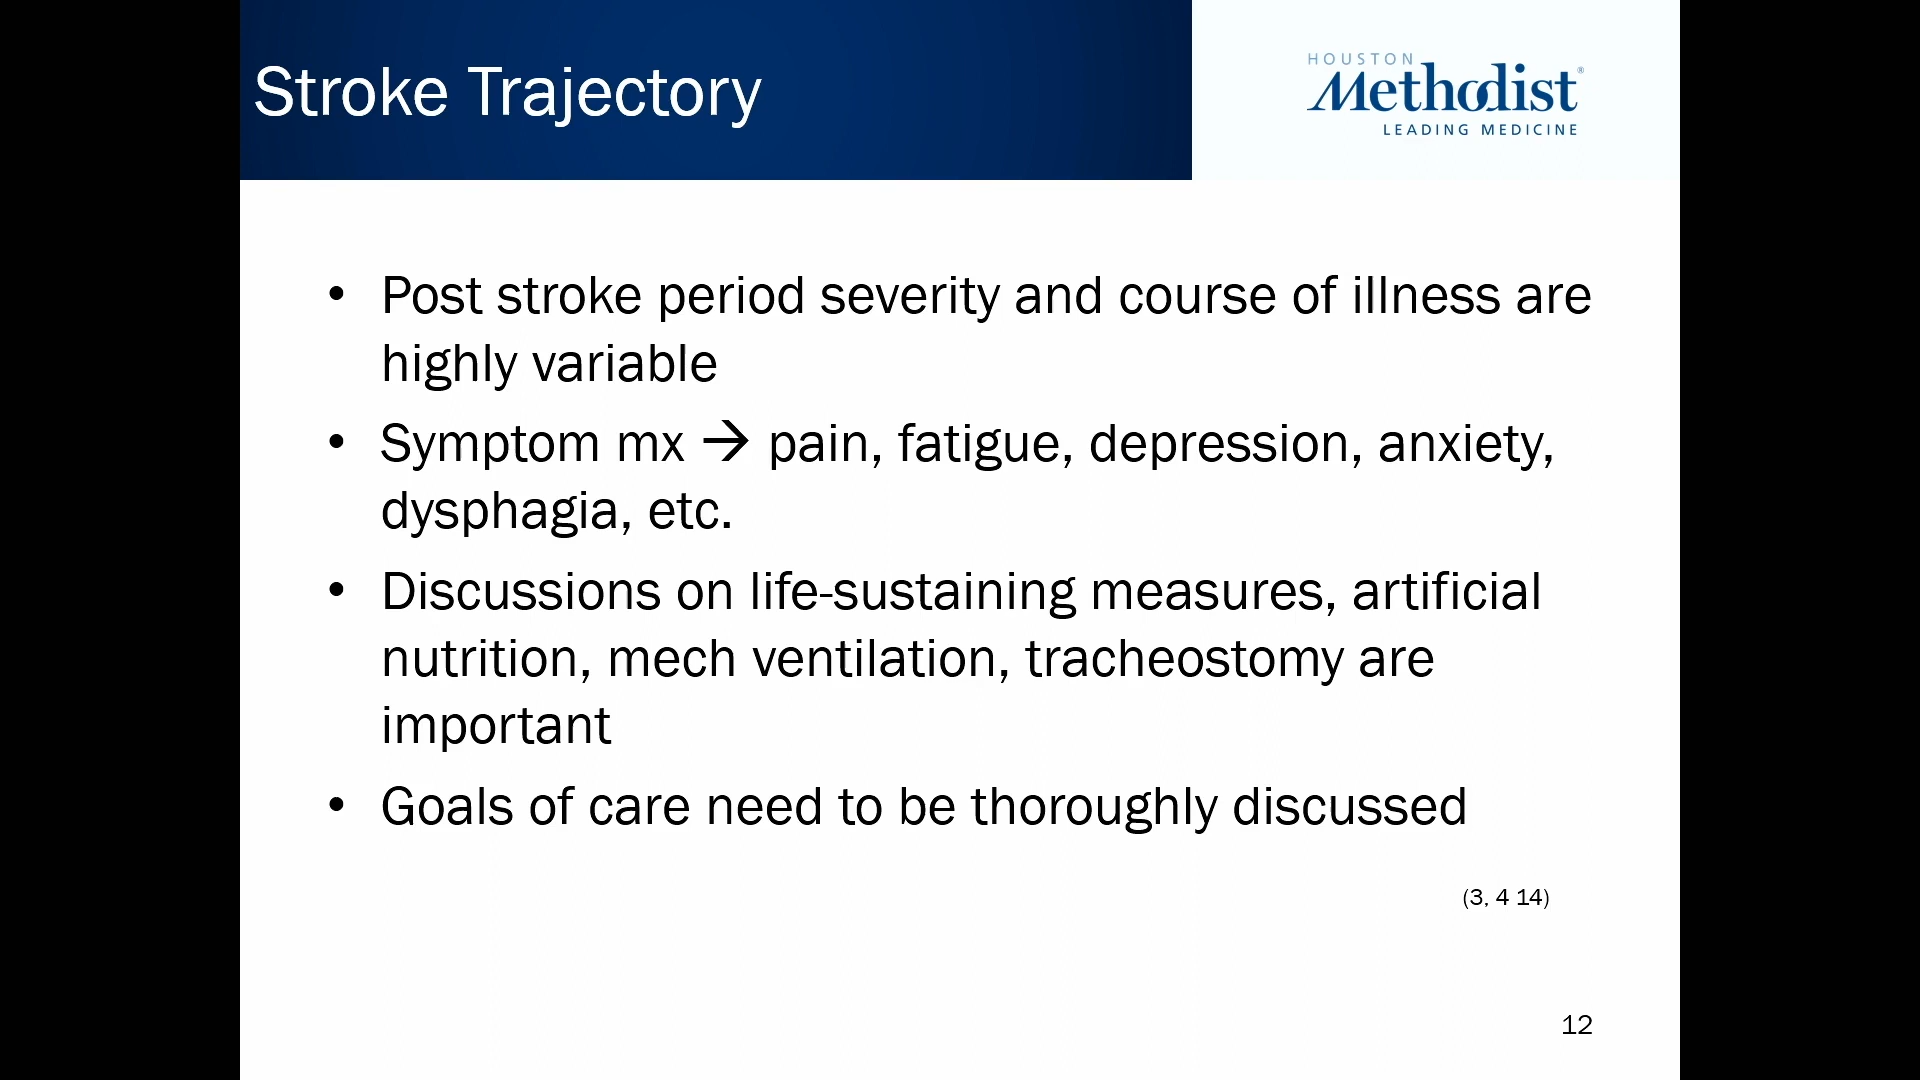 Stroke Trajectory
HOUSTON
Methodist®
LEADING MEDICINE
• Post stroke period severity and course of illness are
highly variable
• Symptom mx → pain, fatigue, depression, anxiety,
dysphagia, etc.
• Discussions on life-sustaining measures, artificial
nutrition, mech ventilation, tracheostomy are
important
• Goals of care need to be thoroughly discussed
(3, 4 14)
12